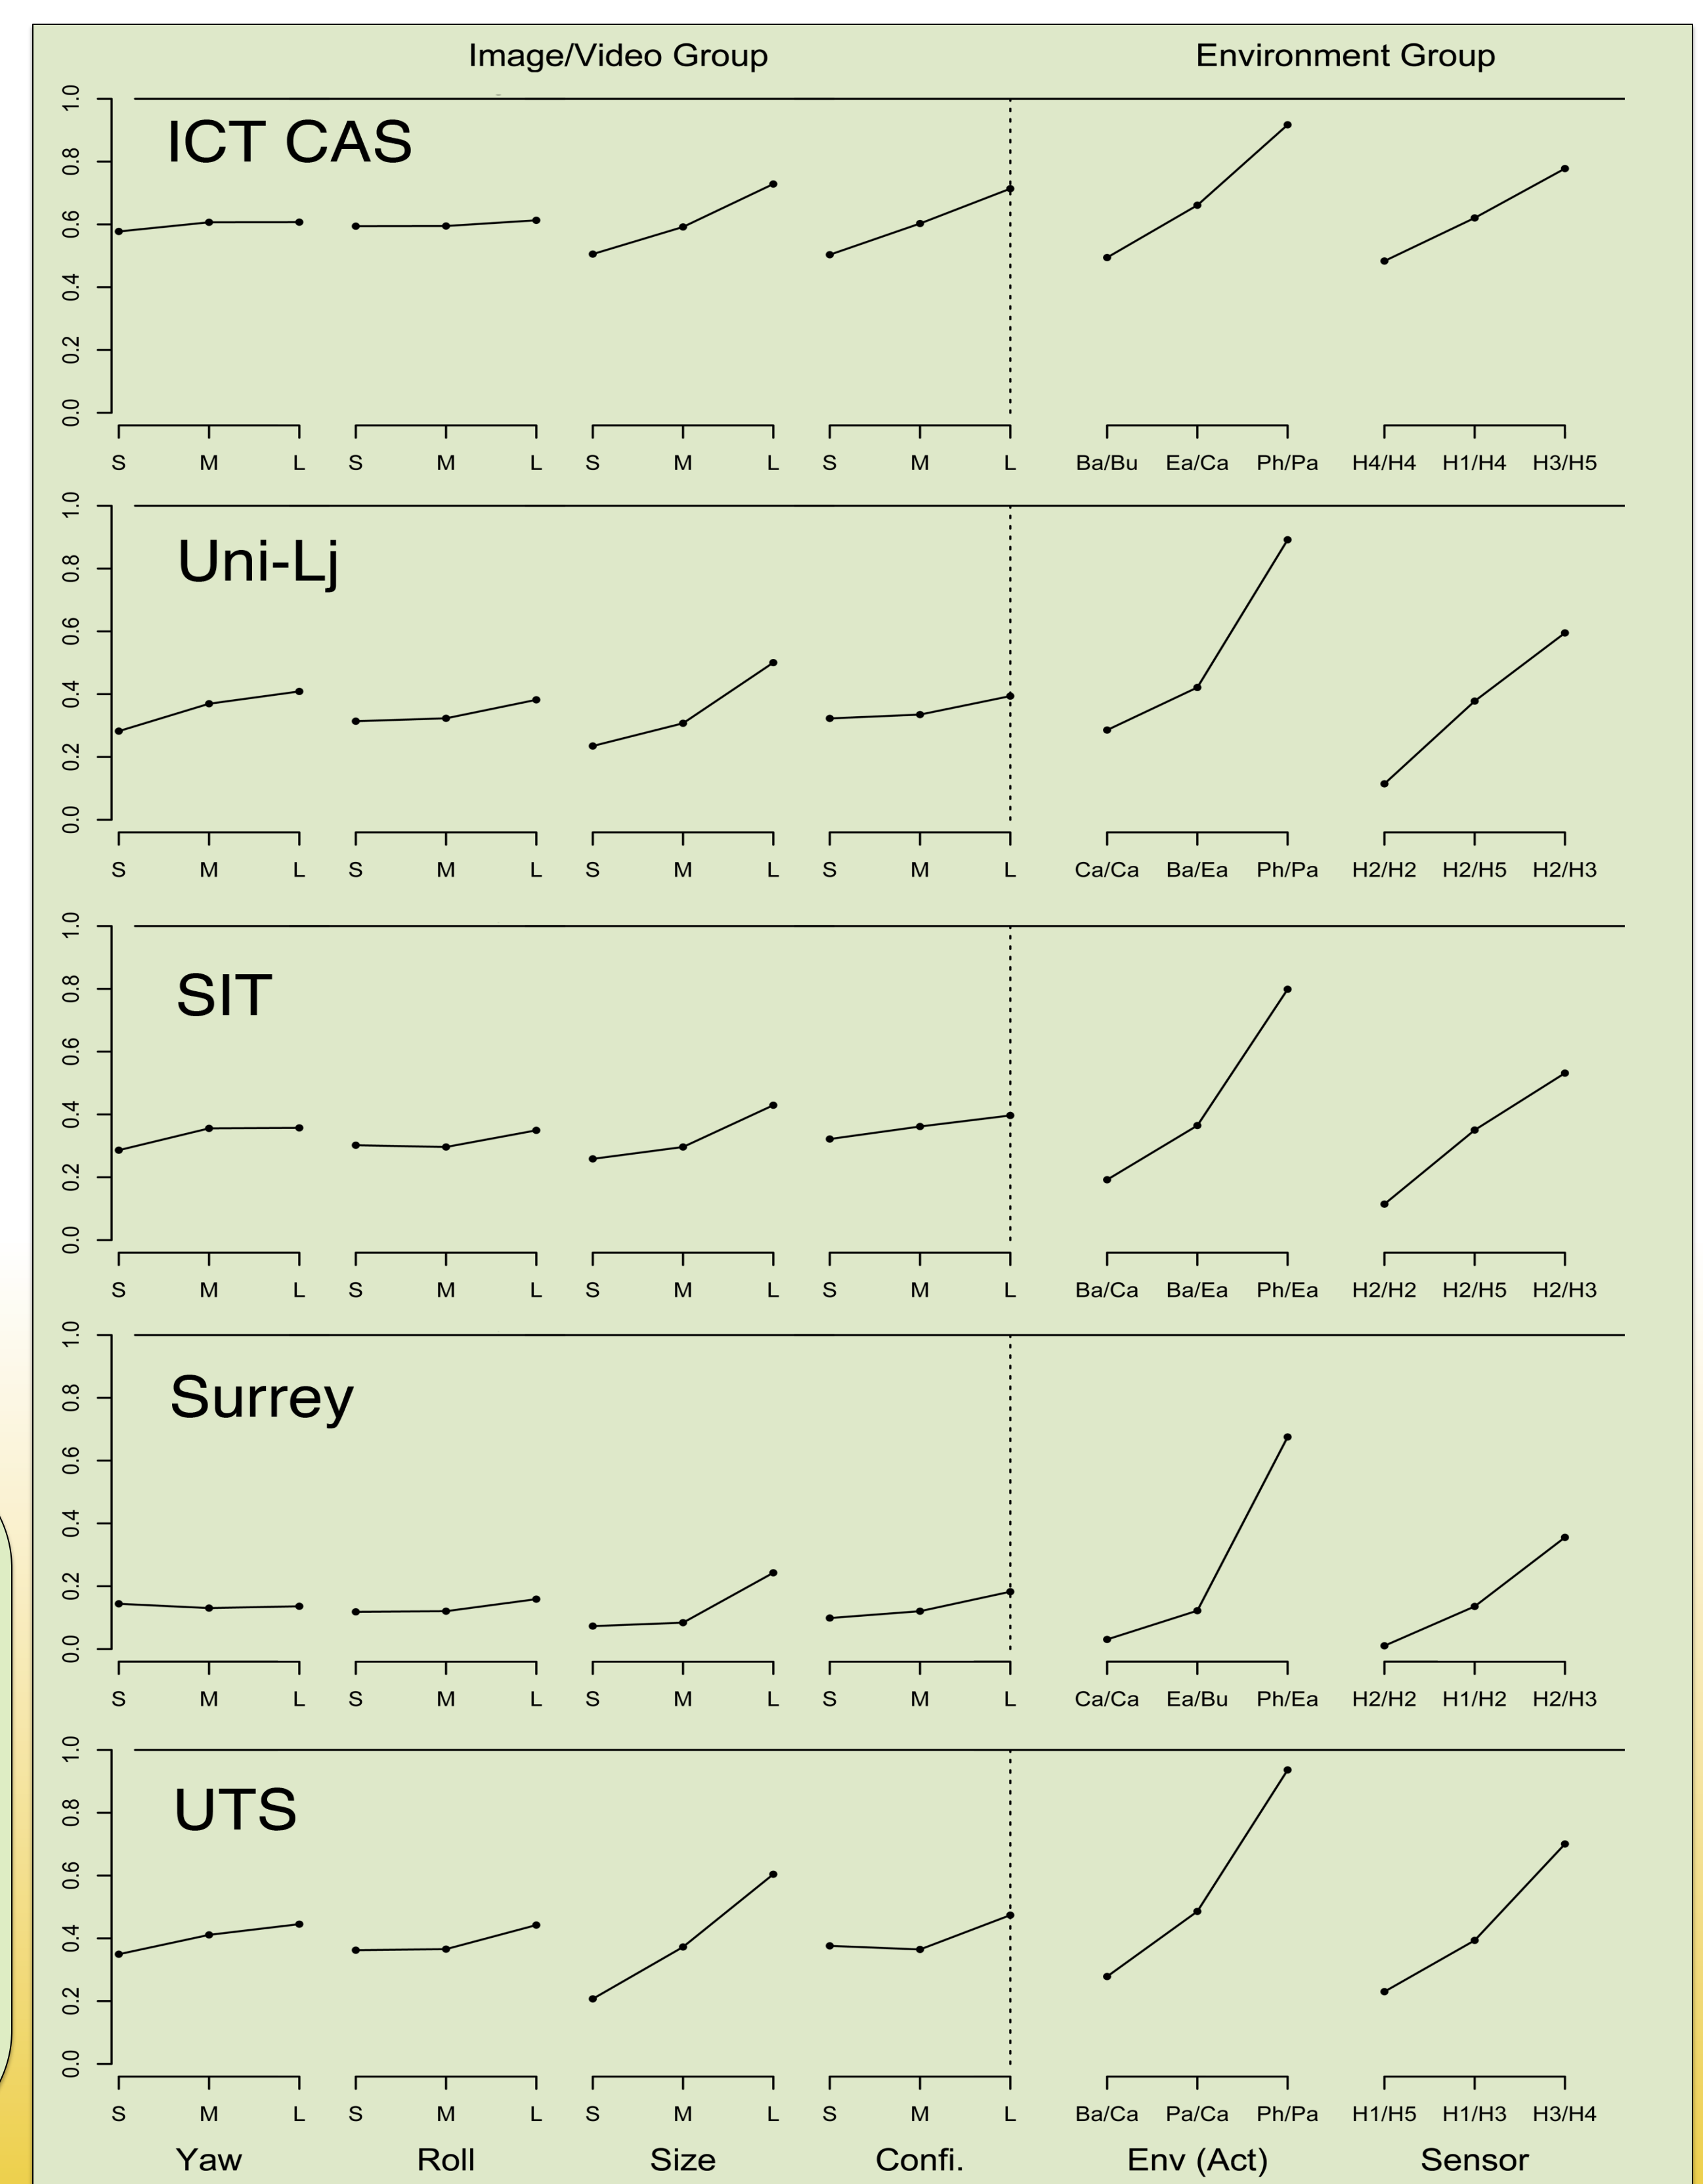 Image/Video Group Environment Group
ICT CAS
1.0
0.8
0.6
0.4
0.2
0.0
S M L S M L S M L S M L Ba/Bu Ea/Ca Ph/Pa H4/H4 H1/H4 H3/H5
Uni-Lj
1.0
0.8
0.6
0.4
0.2
0.0
S M L S M L S M L S M L Ca/Ca Ba/Ea Ph/Pa H2/H2 H2/H5 H2/H3
SIT
1.0
0.8
0.6
0.4
0.2
0.0
S M L S M L S M L S M L Ba/Ca Ba/Ea Ph/Ea H2/H2 H2/H5 H2/H3
Surrey
1.0
0.8
0.6
0.4
0.2
0.0
S M L S M L S M L S M L Ca/Ca Ea/Bu Ph/Ea H2/H2 H1/H2 H2/H3
UTS
1.0
0.8
0.6
0.4
0.2
0.0
S M L S M L S M L S M L Ba/Ca Pa/Ca Ph/Pa H1/H5 H1/H3 H3/H4
Yaw Roll Size Confi. Env (Act) Sensor